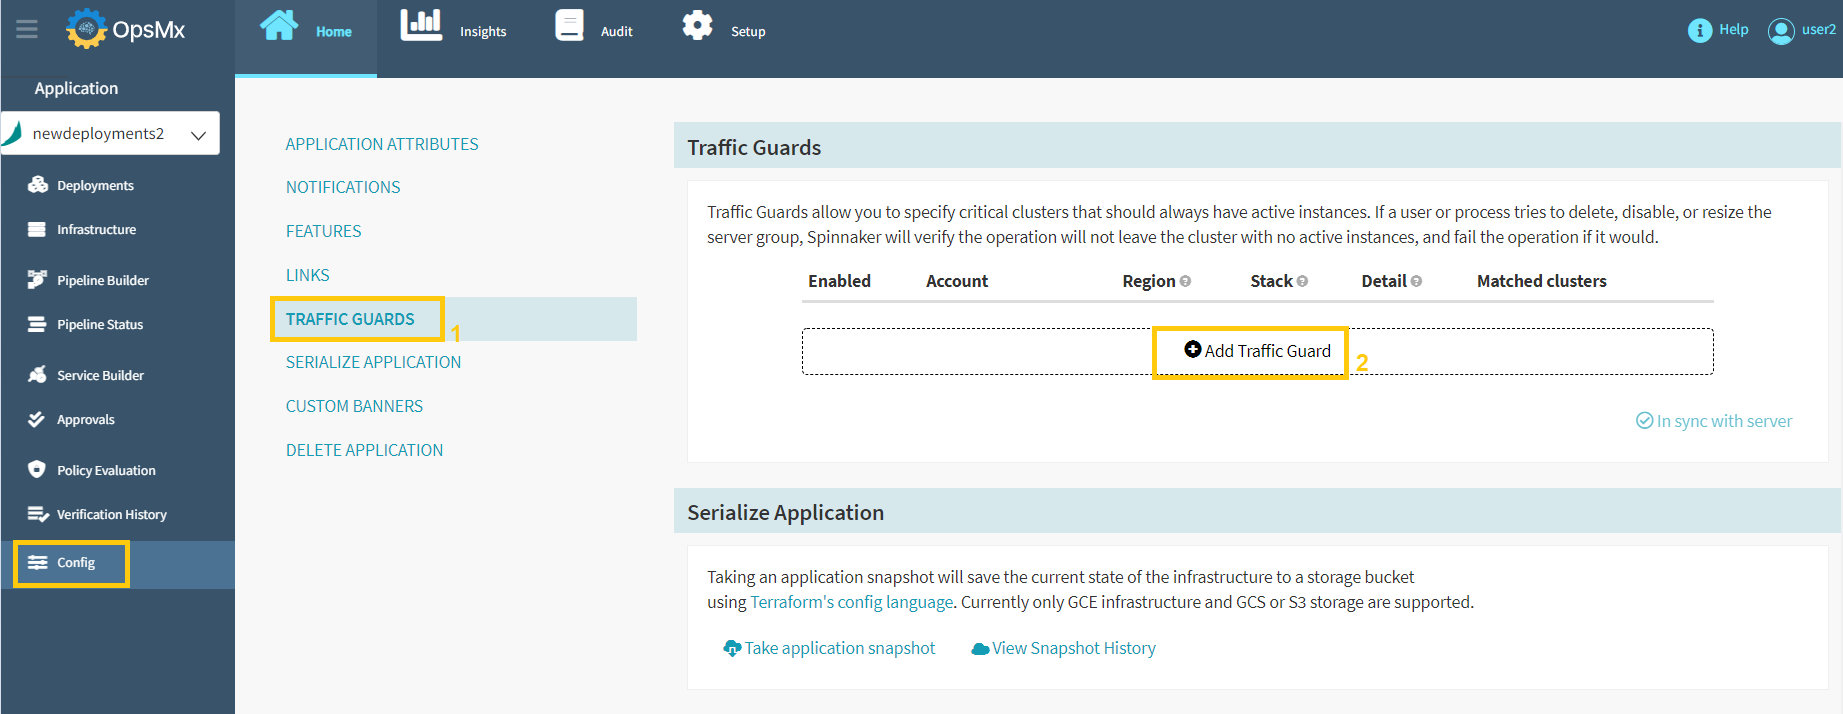 OpsMx
Home
Insights
Audit
Setup
Help
user2
Application
newdeployments2
Deployments
Infrastructure
Pipeline Builder
Pipeline Status
Service Builder
Approvals
Policy Evaluation
Verification History
Config
APPLICATION ATTRIBUTES
NOTIFICATIONS
FEATURES
LINKS
TRAFFIC GUARDS 1
SERIALIZE APPLICATION
CUSTOM BANNERS
DELETE APPLICATION
Traffic Guards
Traffic Guards allow you to specify critical clusters that should always have active instances. If a user or process tries to delete, disable, or resize the
server group, Spinnaker will verify the operation will not leave the cluster with no active instances, and fail the operation if it would.
Enabled Account Region Stack Detail Matched clusters
Add Traffic Guard 2
In sync with server
Serialize Application
Taking an application snapshot will save the current state of the infrastructure to a storage bucket
using Terraform's config language. Currently only GCE infrastructure and GCS or S3 storage are supported.
Take application snapshot View Snapshot History